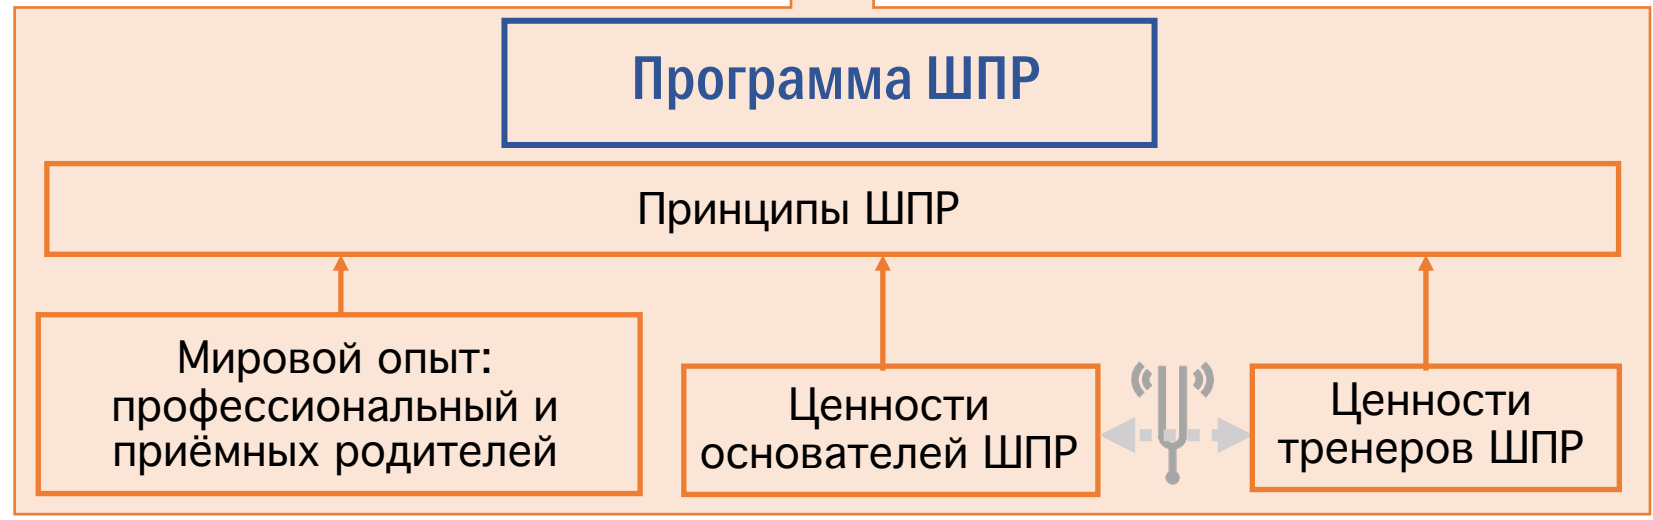 Программа ШПР
Принципы ШПР
Мировой опыт:
профессиональный и
приёмных родителей
Ценности
основателей ШПР
Ценности
тренеров ШПР